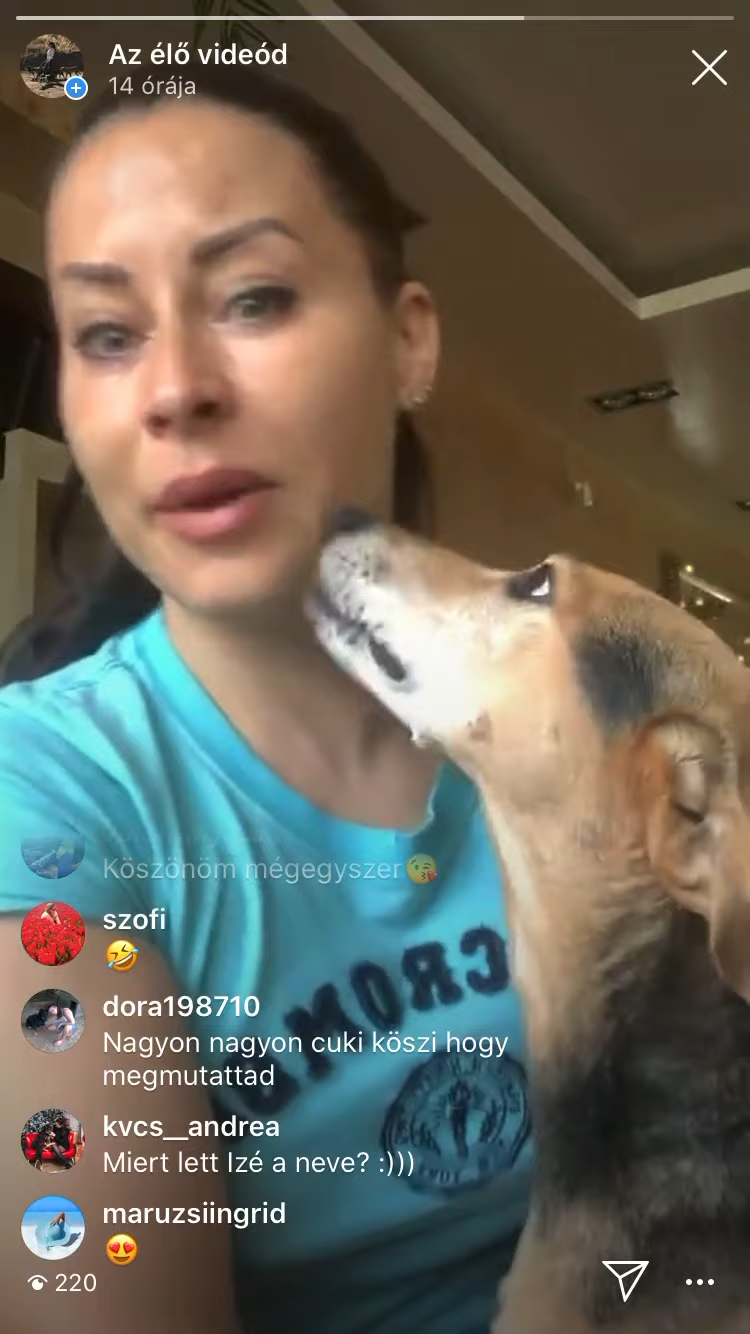 Az élő videód
14 órája
Köszönöm mégegyszer😘
szofi
🤣
dora198710
Nagyon nagyon cuki köszi hogy
megmutattad
kvcs__andrea
Miert lett Izé a neve? :)))
maruzsiingrid
😍
220